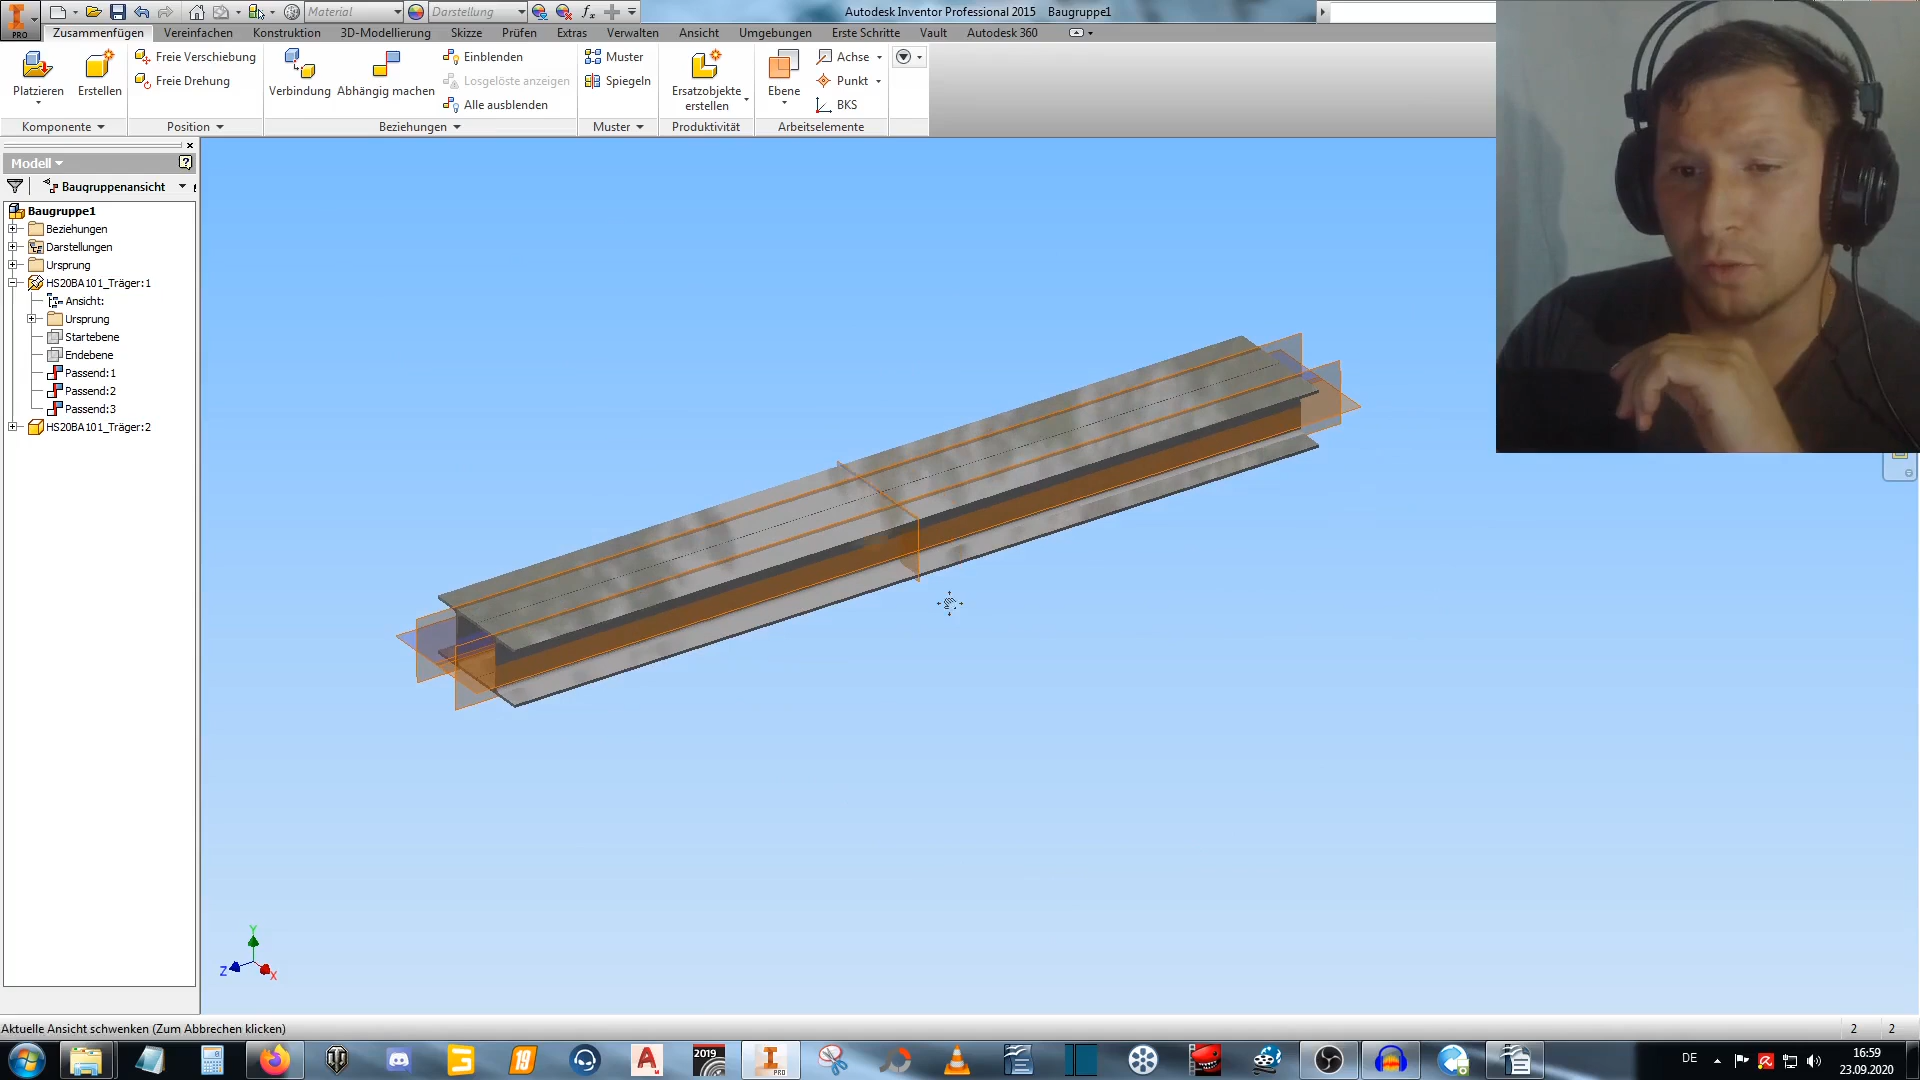 Material
Darstellung
Autodesk Inventor Professional 2015 Baugruppe1
PRO
Zusammenfügen Vereinfachen Konstruktion 3D-Modellierung Skizze Prüfen Extras Verwalten Ansicht Umgebungen Erste Schritte Vault Autodesk 360
Platzieren
Erstellen
Freie Verschiebung
Freie Drehung
Verbindung
Abhängig machen
Einblenden
Losgelöste anzeigen
Alle ausblenden
Muster
Spiegeln
Ersatzobjekte
erstellen
Ebene
Achse
Punkt
BKS
Komponente
Position
Beziehungen
Muster
Produktivität
Arbeitselemente
Modell
Baugruppenansicht
Baugruppe1
Beziehungen
Darstellungen
Ursprung
HS20BA101_Träger:1
Ansicht:
Ursprung
Startebene
Endebene
Passend:1
Passend:2
Passend:3
HS20BA101_Träger:2
Y
Z
X
Aktuelle Ansicht schwenken (Zum Abbrechen klicken)
2 2
19
2019
PRO
DE
16:59
23.09.2020